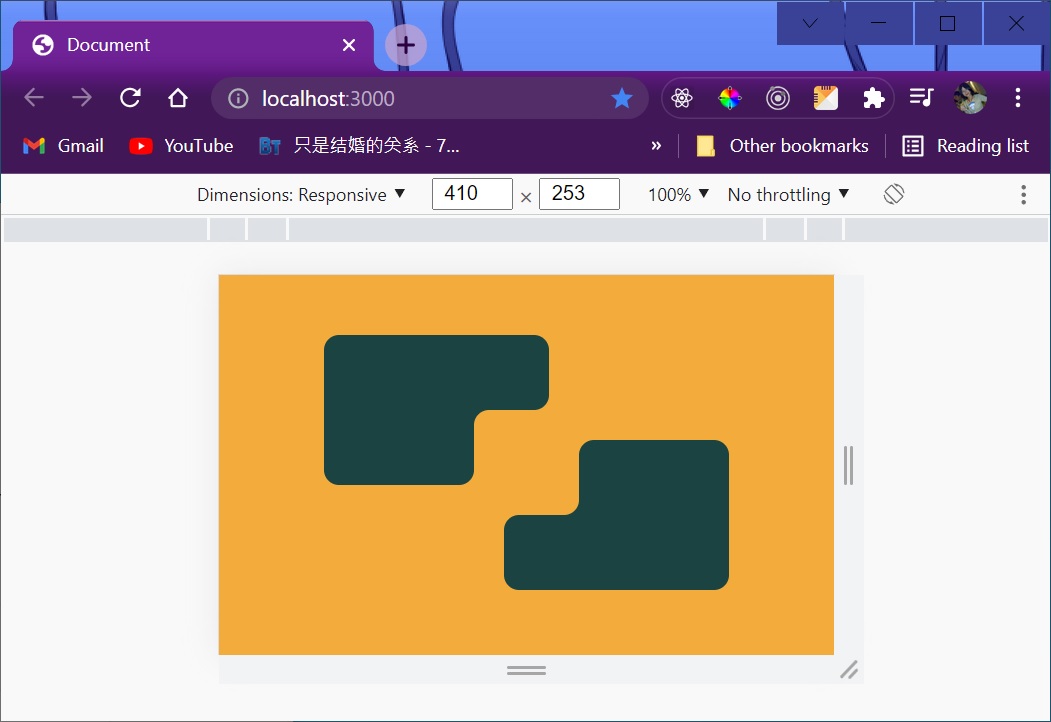 Document
localhost:3000
Gmail
YouTube
BT
只是结婚的关系 - 7...
»
Other bookmarks
Reading list
Dimensions: Responsive ▼ 410 × 253 100% ▼ No throttling ▼